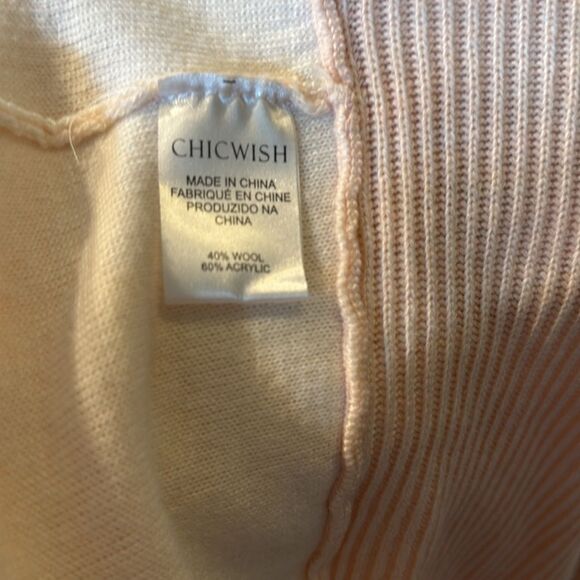 CHICWISH
MADE IN CHINA
FABRIQUÉ EN CHINE
PRODUZIDO NA
CHINA
40% WOOL
60% ACRYLIC